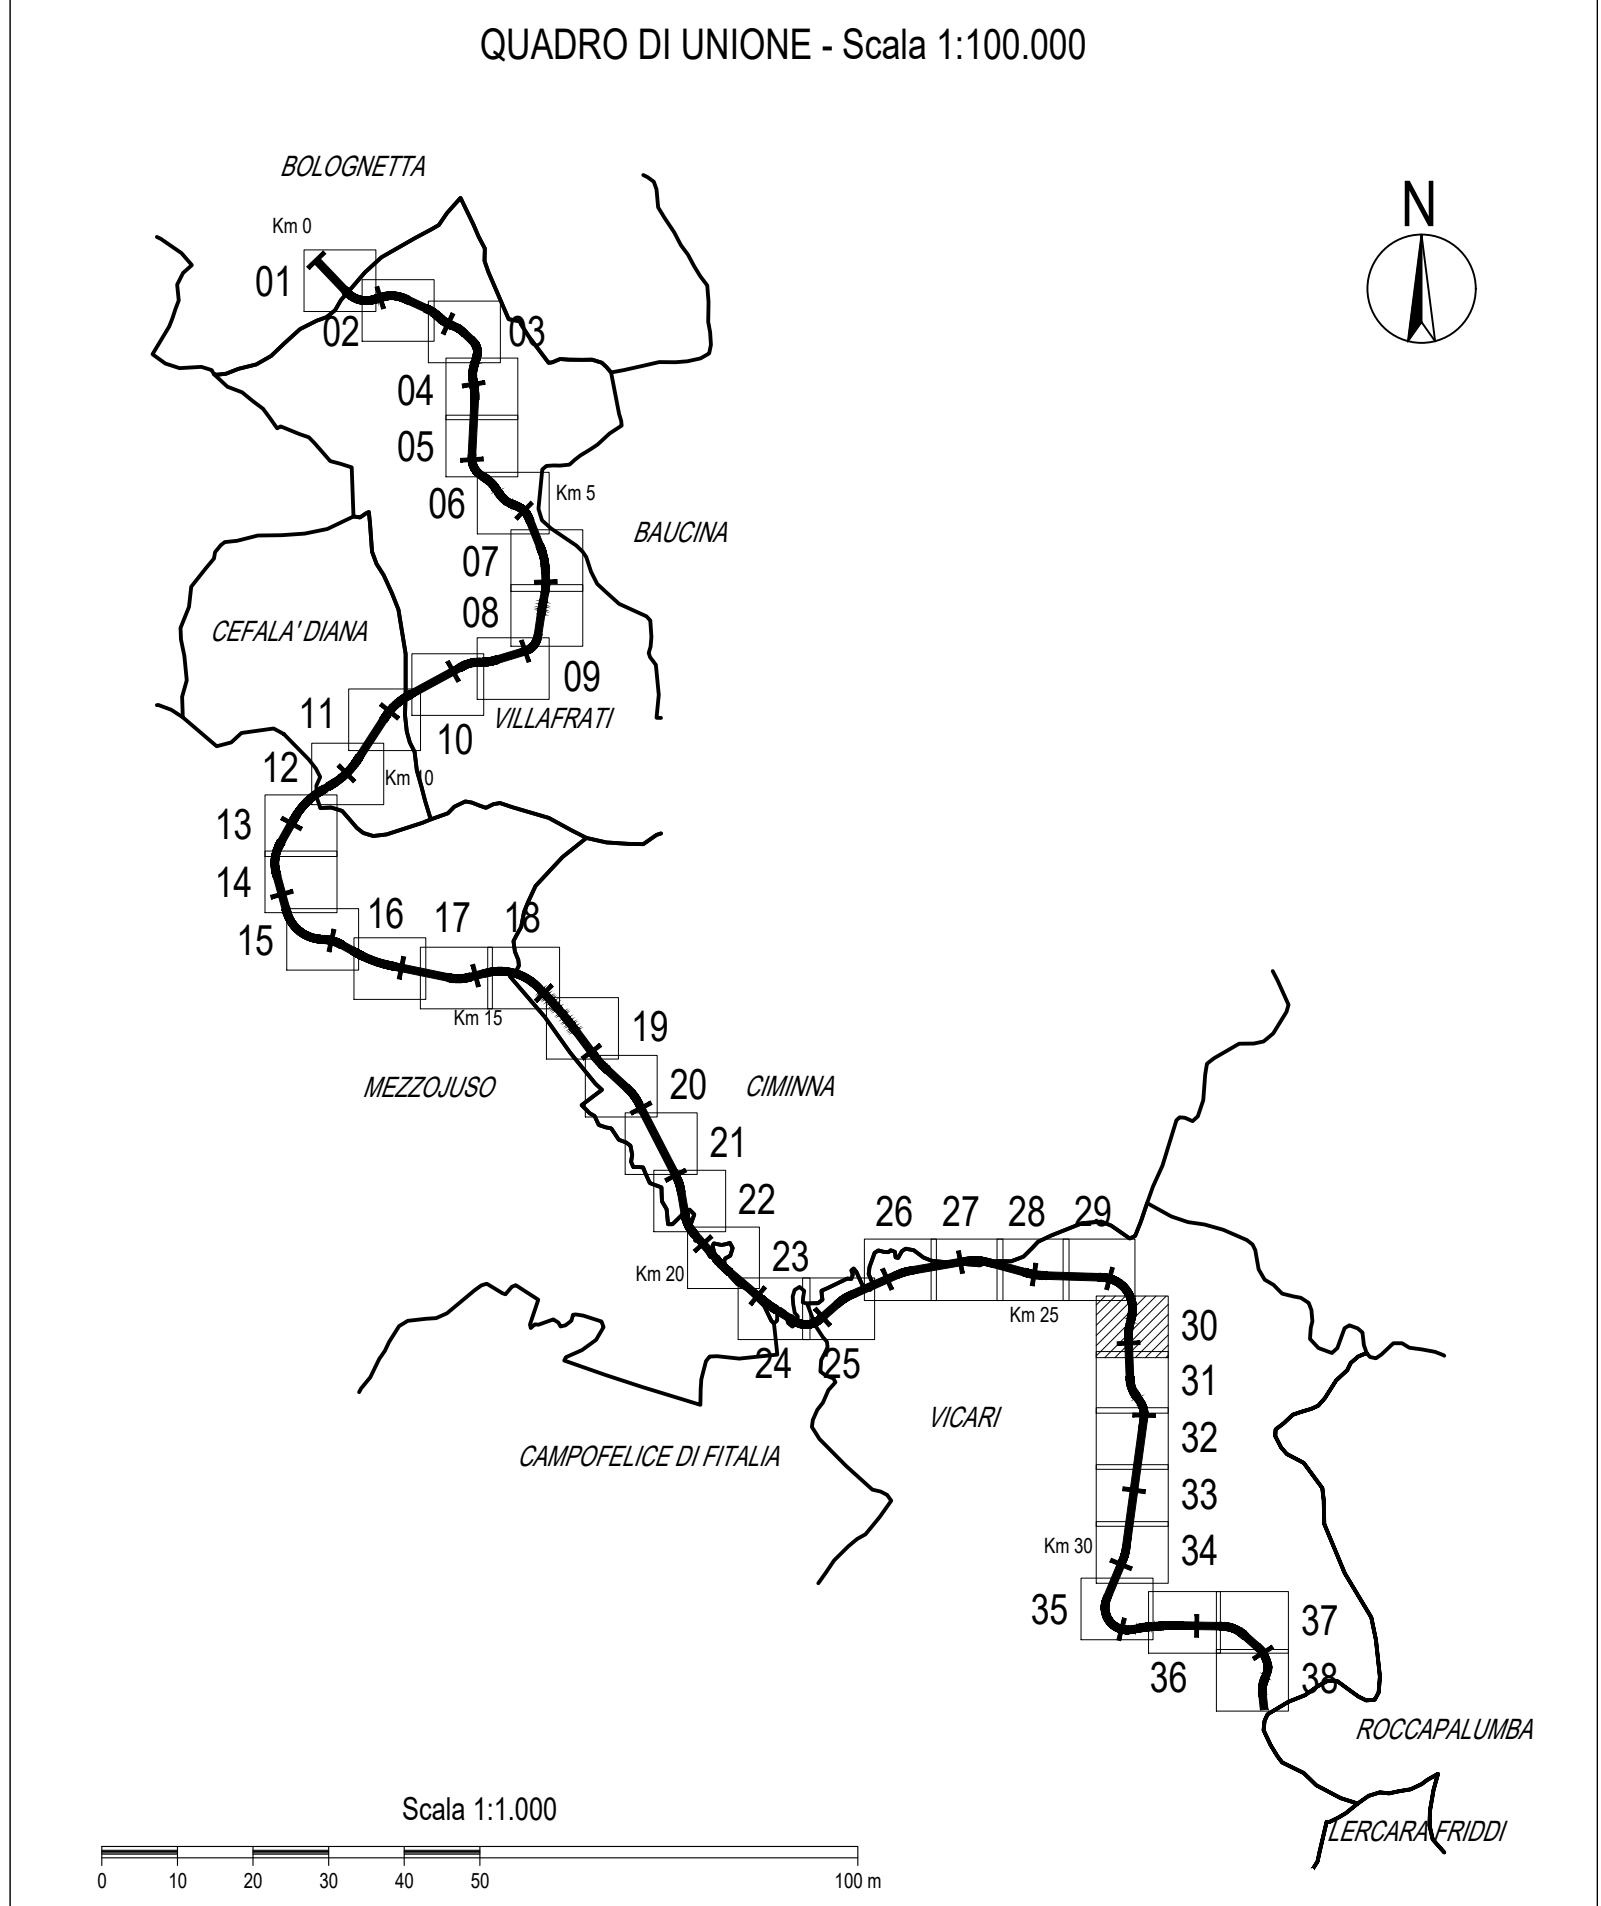 QUADRO DI UNIONE - Scala 1:100.000
BOLOGNETTA
N
Km 0
01
02
03
04
05
06
Km 5
BAUCINA
07
08
CEFALA' DIANA
09
11
VILLAFRATI
10
12
Km 10
13
14
15
16
17
18
Km 15
19
MEZZOJUSO
CIMINNA
20
21
22
23
26
27
28
29
Km 20
Km 25
30
24
25
31
VICARI
32
CAMPOFELICE DI FITALIA
33
Km 30
34
35
37
36
38
ROCCAPALUMBA
Scala 1:1.000
LERCARA FRIDDI
0 10 20 30 40 50 100 m